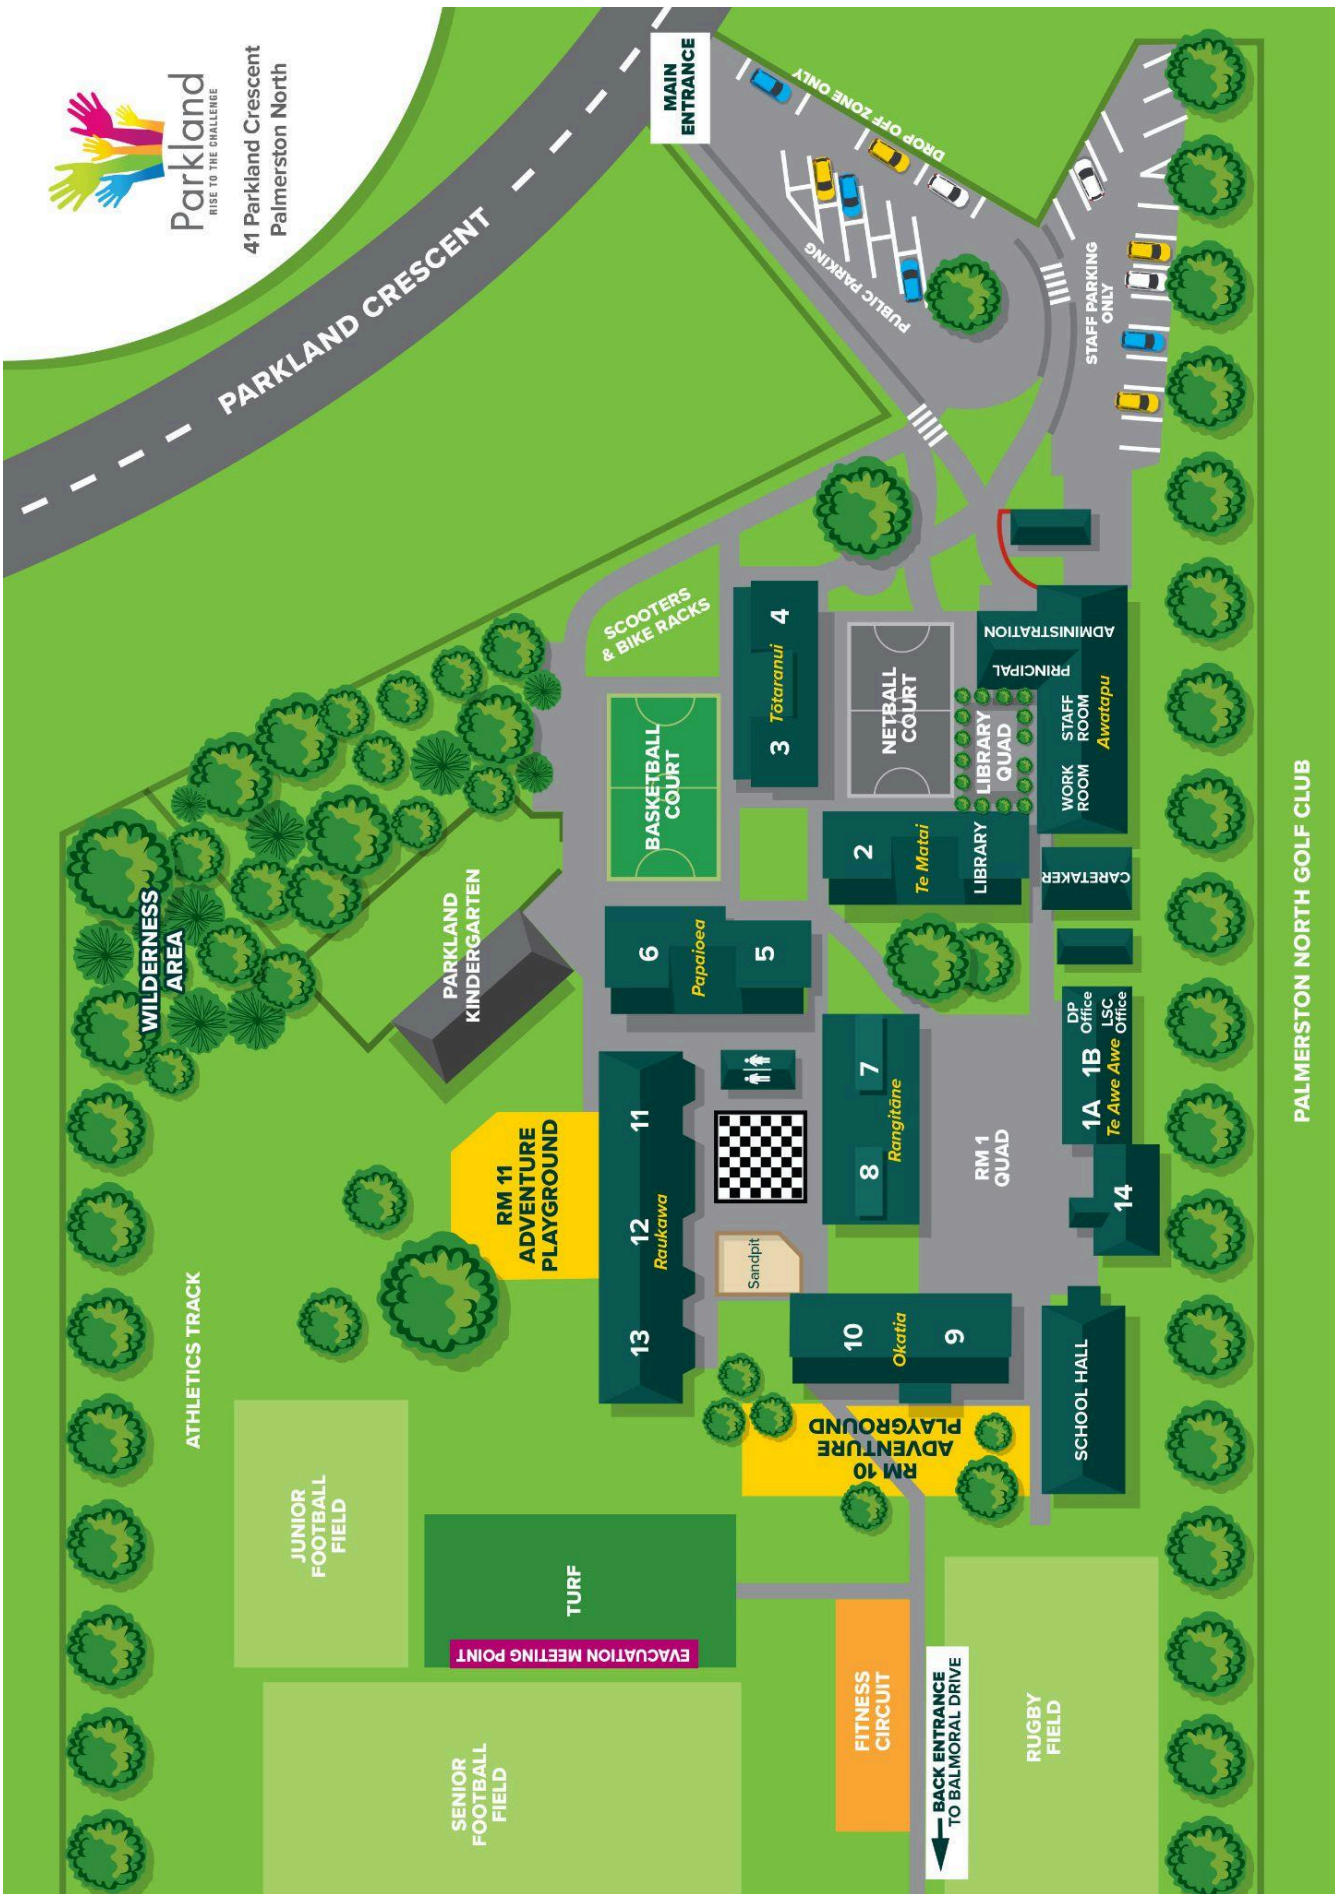 Parkland
RISE TO THE CHALLENGE
41 Parkland Crescent
Palmerston North
PARKLAND CRESCENT
MAIN
ENTRANCE
DROP OFF ZONE ONLY
PUBLIC PARKING
STAFF PARKING
ONLY
SCOOTERS
& BIKE RACKS
WILDERNESS
AREA
PARKLAND
KINDERGARTEN
BASKETBALL
COURT
3
4
Tōtaranui
NETBALL
COURT
LIBRARY
QUAD
ADMINISTRATION
PRINCIPAL
STAFF
ROOM
WORK
ROOM
Awatapu
2
Te Matai
LIBRARY
CARETAKER
6
Papaioea
5
7
8
Rangitāne
RM 1
QUAD
1A
1B
DP
Office
LSC
Office
Te Awe Awe
14
11
12
13
Raukawa
RM 11
ADVENTURE
PLAYGROUND
Sandpit
10
Okatia
9
SCHOOL HALL
RM 10
ADVENTURE
PLAYGROUND
ATHLETICS TRACK
JUNIOR
FOOTBALL
FIELD
TURF
EVACUATION MEETING POINT
SENIOR
FOOTBALL
FIELD
FITNESS
CIRCUIT
BACK ENTRANCE
TO BALMORAL DRIVE
RUGBY
FIELD
PALMERSTON NORTH GOLF CLUB